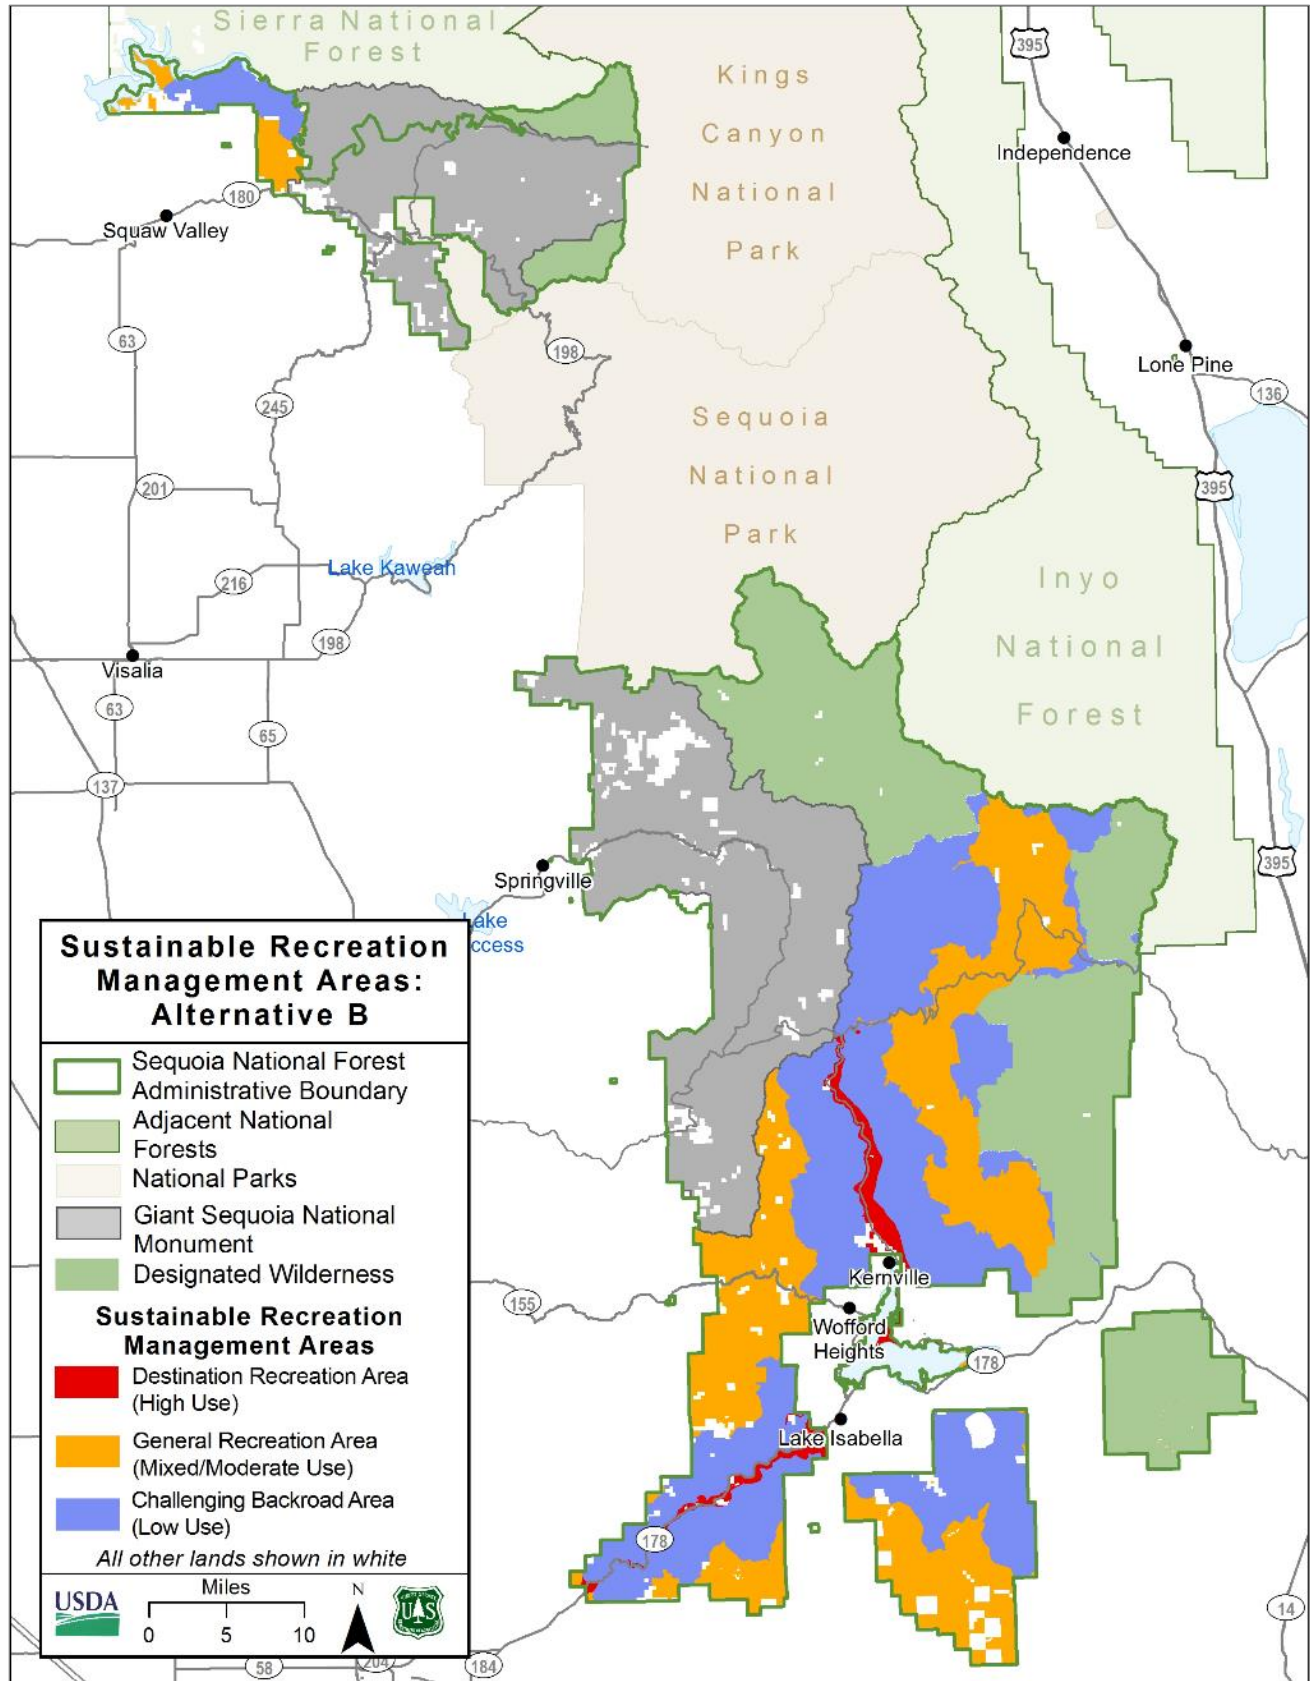 Sierra National
Forest
395
Kings
Canyon
National
Park
Independence
180
Squaw Valley
63
198
Lone Pine
136
245
Sequoia
National
Park
201
395
Lake Kaweah
216
Inyo
National
Forest
198
Visalia
63
65
137
395
Springville
Lake
ccess
Sustainable Recreation
Management Areas:
Alternative B
Sequoia National Forest
Administrative Boundary
Adjacent National
Forests
National Parks
Giant Sequoia National
Monument
Designated Wilderness
Sustainable Recreation
Management Areas
Destination Recreation Area
(High Use)
General Recreation Area
(Mixed/Moderate Use)
Challenging Backroad Area
(Low Use)
All other lands shown in white
USDA
Miles
0 5 10
N
U S
Kernville
155
Wofford
Heights
178
Lake Isabella
178
14
58
204
184